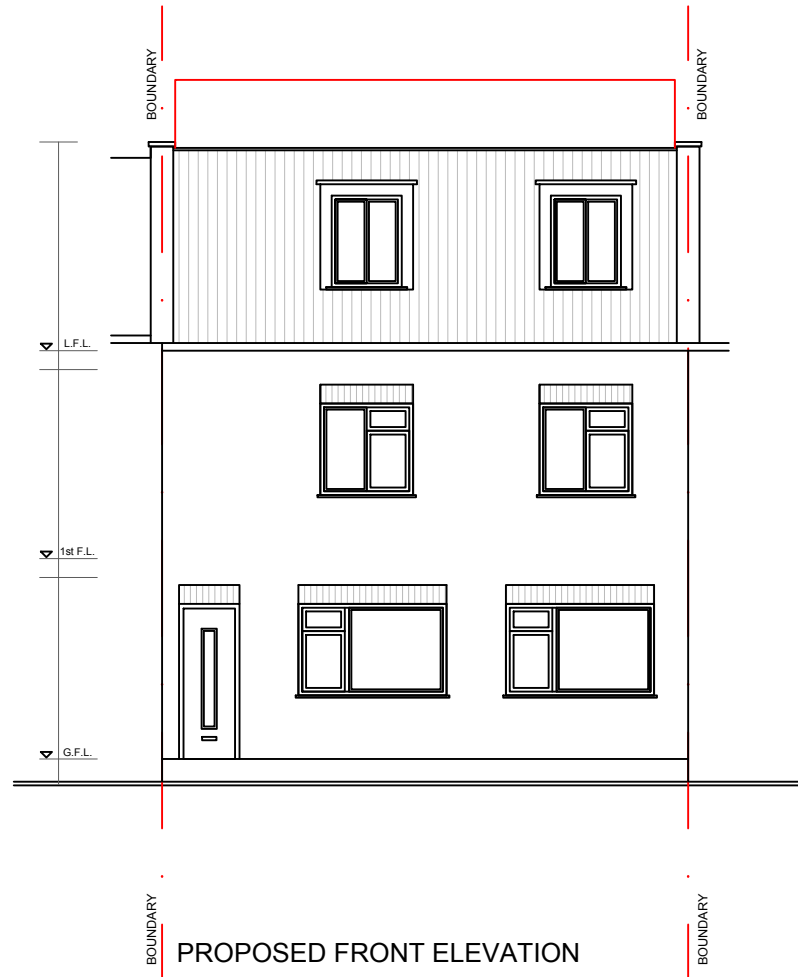 BOUNDARY
BOUNDARY
L.F.L.
1st F.L.
G.F.L.
BOUNDARY
BOUNDARY
PROPOSED FRONT ELEVATION